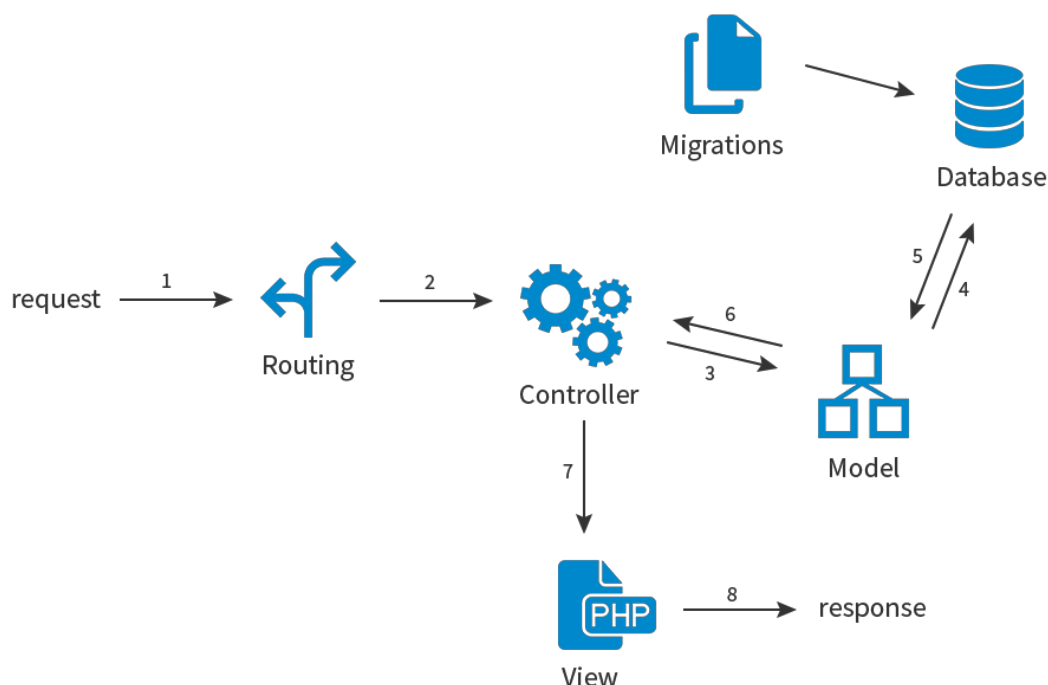 Migrations
Database
5
4
request
1
2
6
3
Routing
Controller
Model
7
PHP
8
response
View